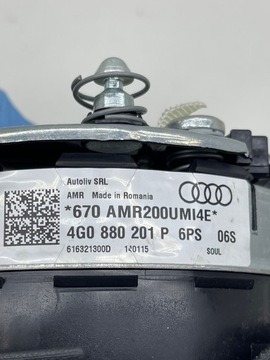 Autoliv SRL
AMR Made in Romania
*670 AMR200UMI4E*
4G0 880 201 P 6PS 06S
616321300D 140115 SOUL